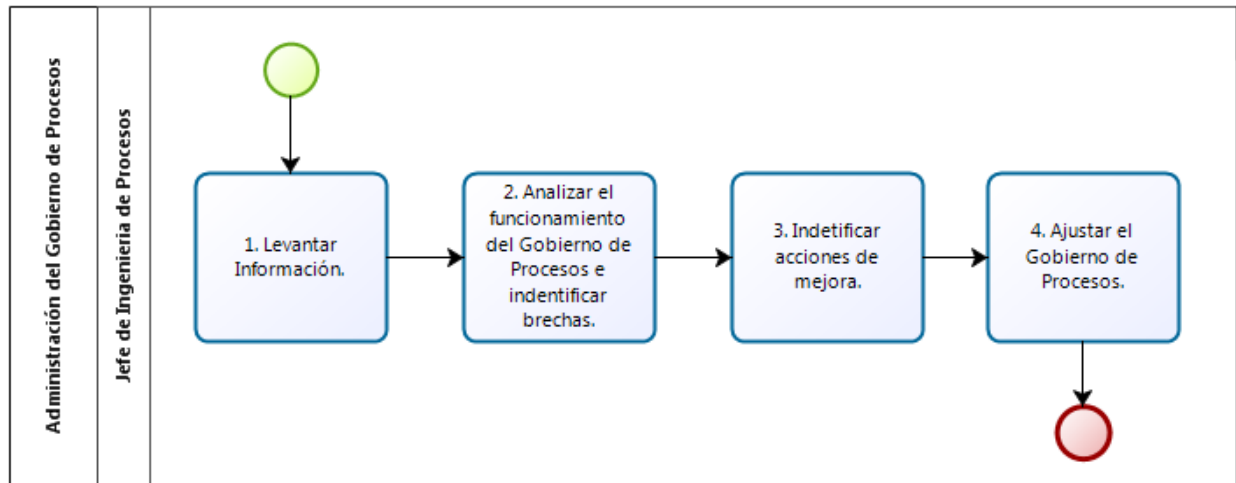 Administración del Gobierno de Procesos
Jefe de Ingenieria de Procesos
1. Levantar
Información.
2. Analizar el
funcionamiento
del Gobierno de
Procesos e
indentificar
brechas.
3. Indetificar
acciones de
mejora.
4. Ajustar el
Gobierno de
Procesos.